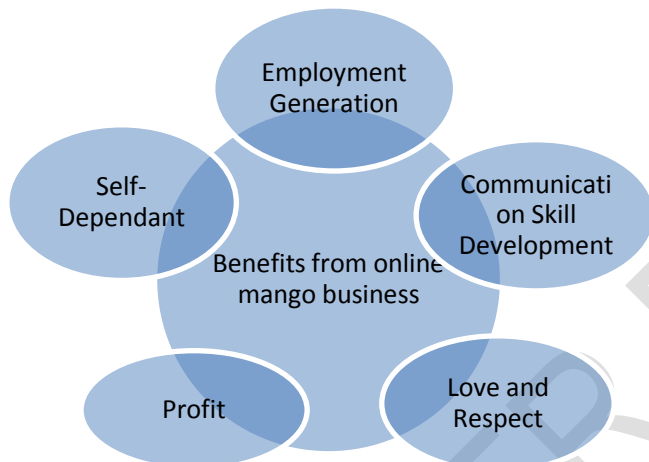 Employment
Generation
Self-
Dependant
Communicati
on Skill
Development
Benefits from online
mango business
Profit
Love and
Respect